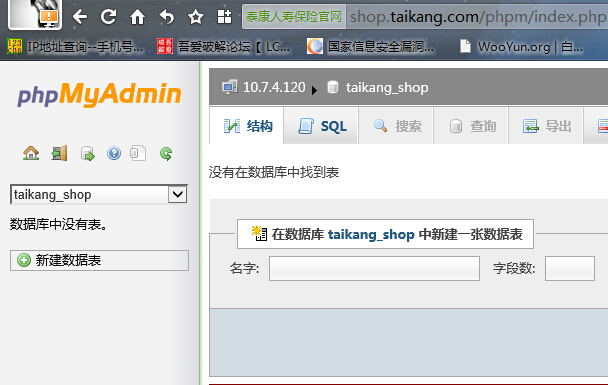 泰康人寿保险官网 shop.taikang.com/phpm/index.php
IP地址查询--手机号... 吾爱破解论坛【 LC... 国家信息安全漏洞... WooYun.org | 白...
phpMyAdmin
taikang_shop
数据库中没有表。
新建数据表
10.7.4.120 taikang_shop
结构 SQL 搜索 查询 导出
没有在数据库中找到表
在数据库 taikang_shop 中新建一张数据表
名字: 字段数: